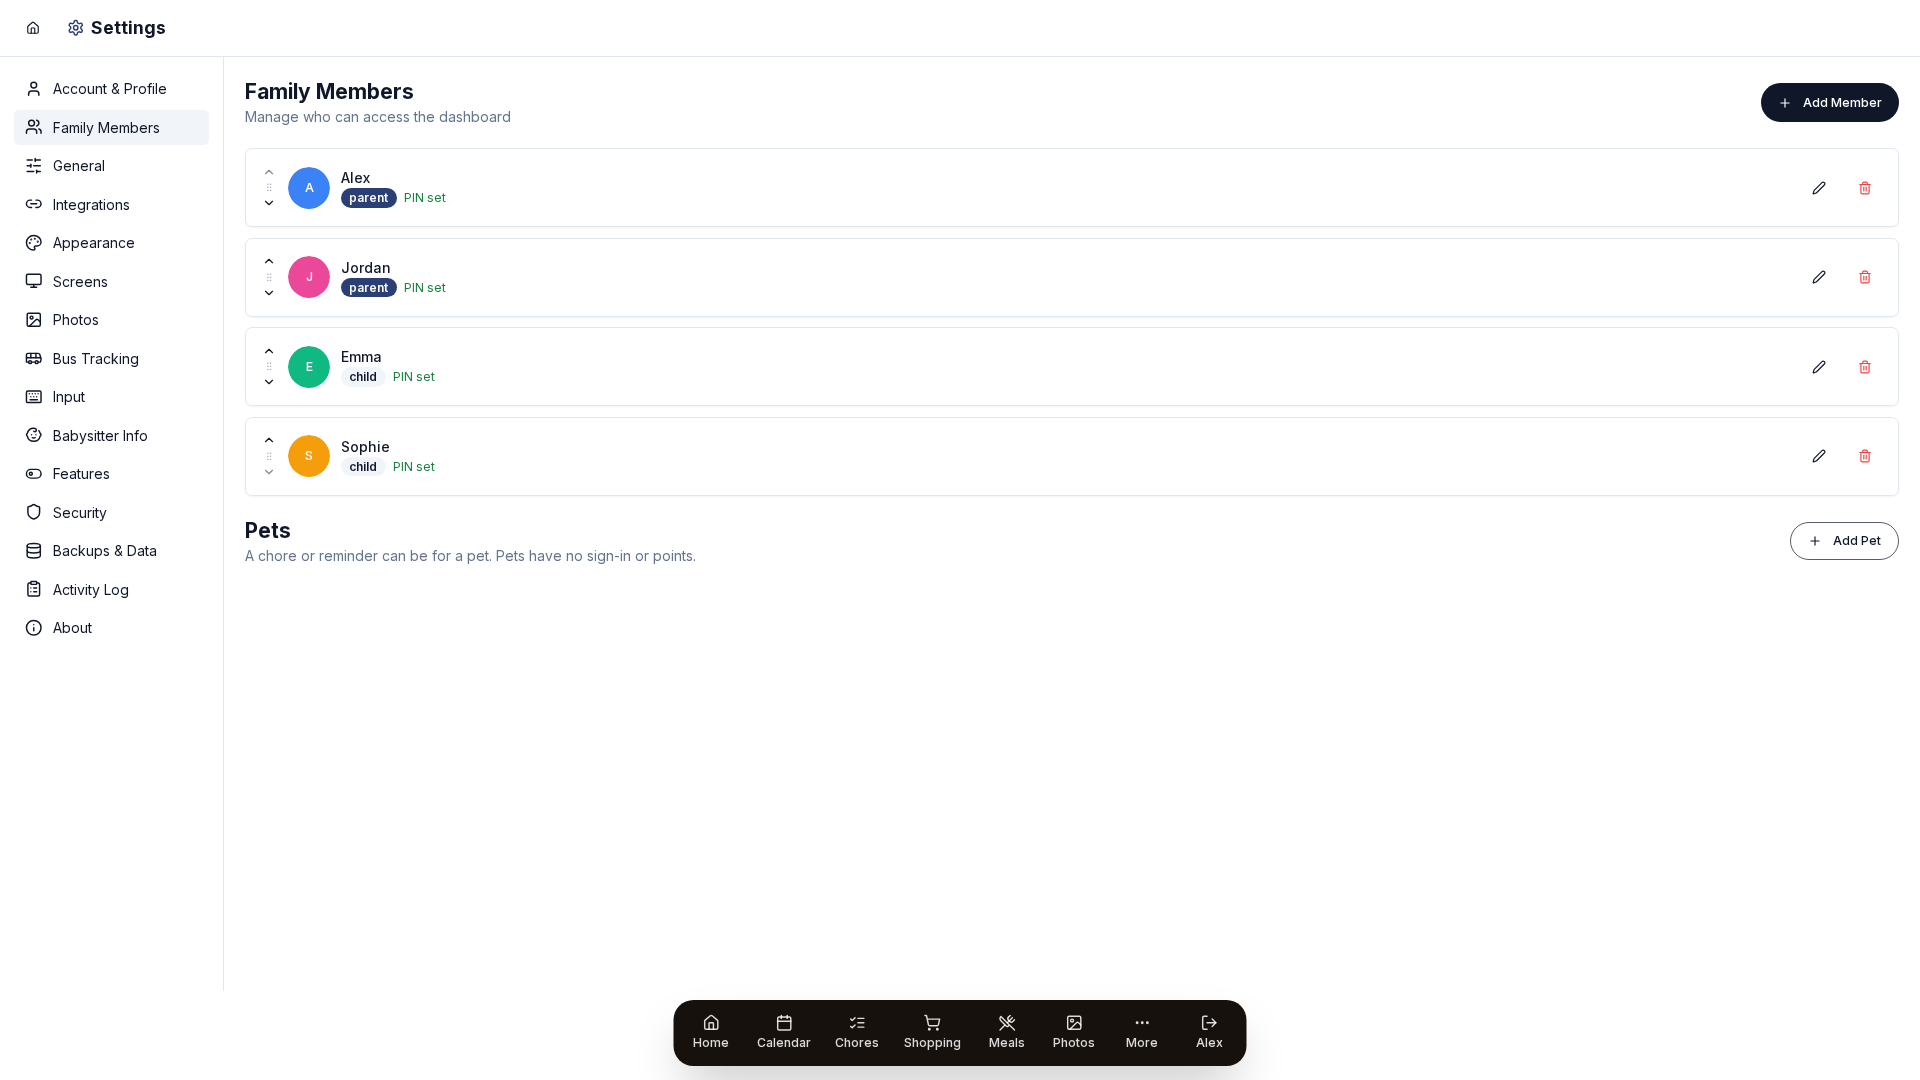 Settings
Account & Profile
Family Members
General
Integrations
Appearance
Screens
Photos
Bus Tracking
Input
Babysitter Info
Features
Security
Backups & Data
Activity Log
About
Family Members
Manage who can access the dashboard
Add Member
A
Alex
parent PIN set
J
Jordan
parent PIN set
E
Emma
child PIN set
S
Sophie
child PIN set
Pets
A chore or reminder can be for a pet. Pets have no sign-in or points.
Add Pet
Home Calendar Chores Shopping Meals Photos More Alex